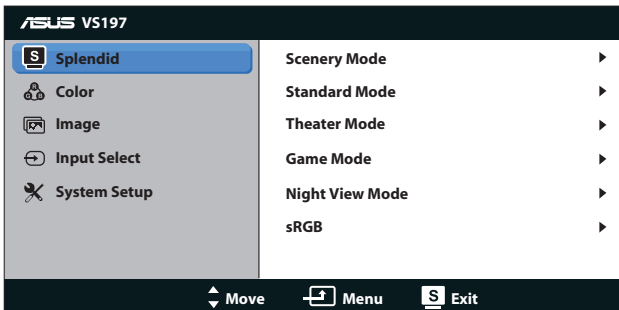 ASUS VS197
S Splendid
Color
Image
Input Select
System Setup
Scenery Mode
Standard Mode
Theater Mode
Game Mode
Night View Mode
sRGB
Move Menu S Exit